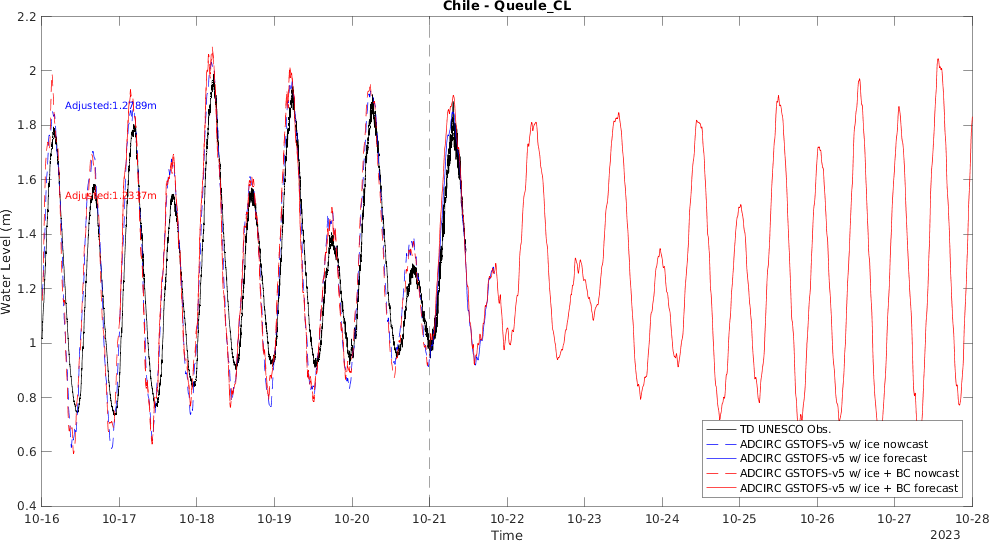 Chile - Queule_CL
2.2
2
1.8
1.6
1.4
1.2
1
0.8
0.6
0.4
Water Level (m)
Adjusted:1.2789m
Adjusted:1.2337m
TD UNESCO Obs.
ADCIRC GSTOFS-v5 w/ ice nowcast
ADCIRC GSTOFS-v5 w/ ice forecast
ADCIRC GSTOFS-v5 w/ ice + BC nowcast
ADCIRC GSTOFS-v5 w/ ice + BC forecast
10-16 10-17 10-18 10-19 10-20 10-21 10-22 10-23 10-24 10-25 10-26 10-27 10-28
Time
2023